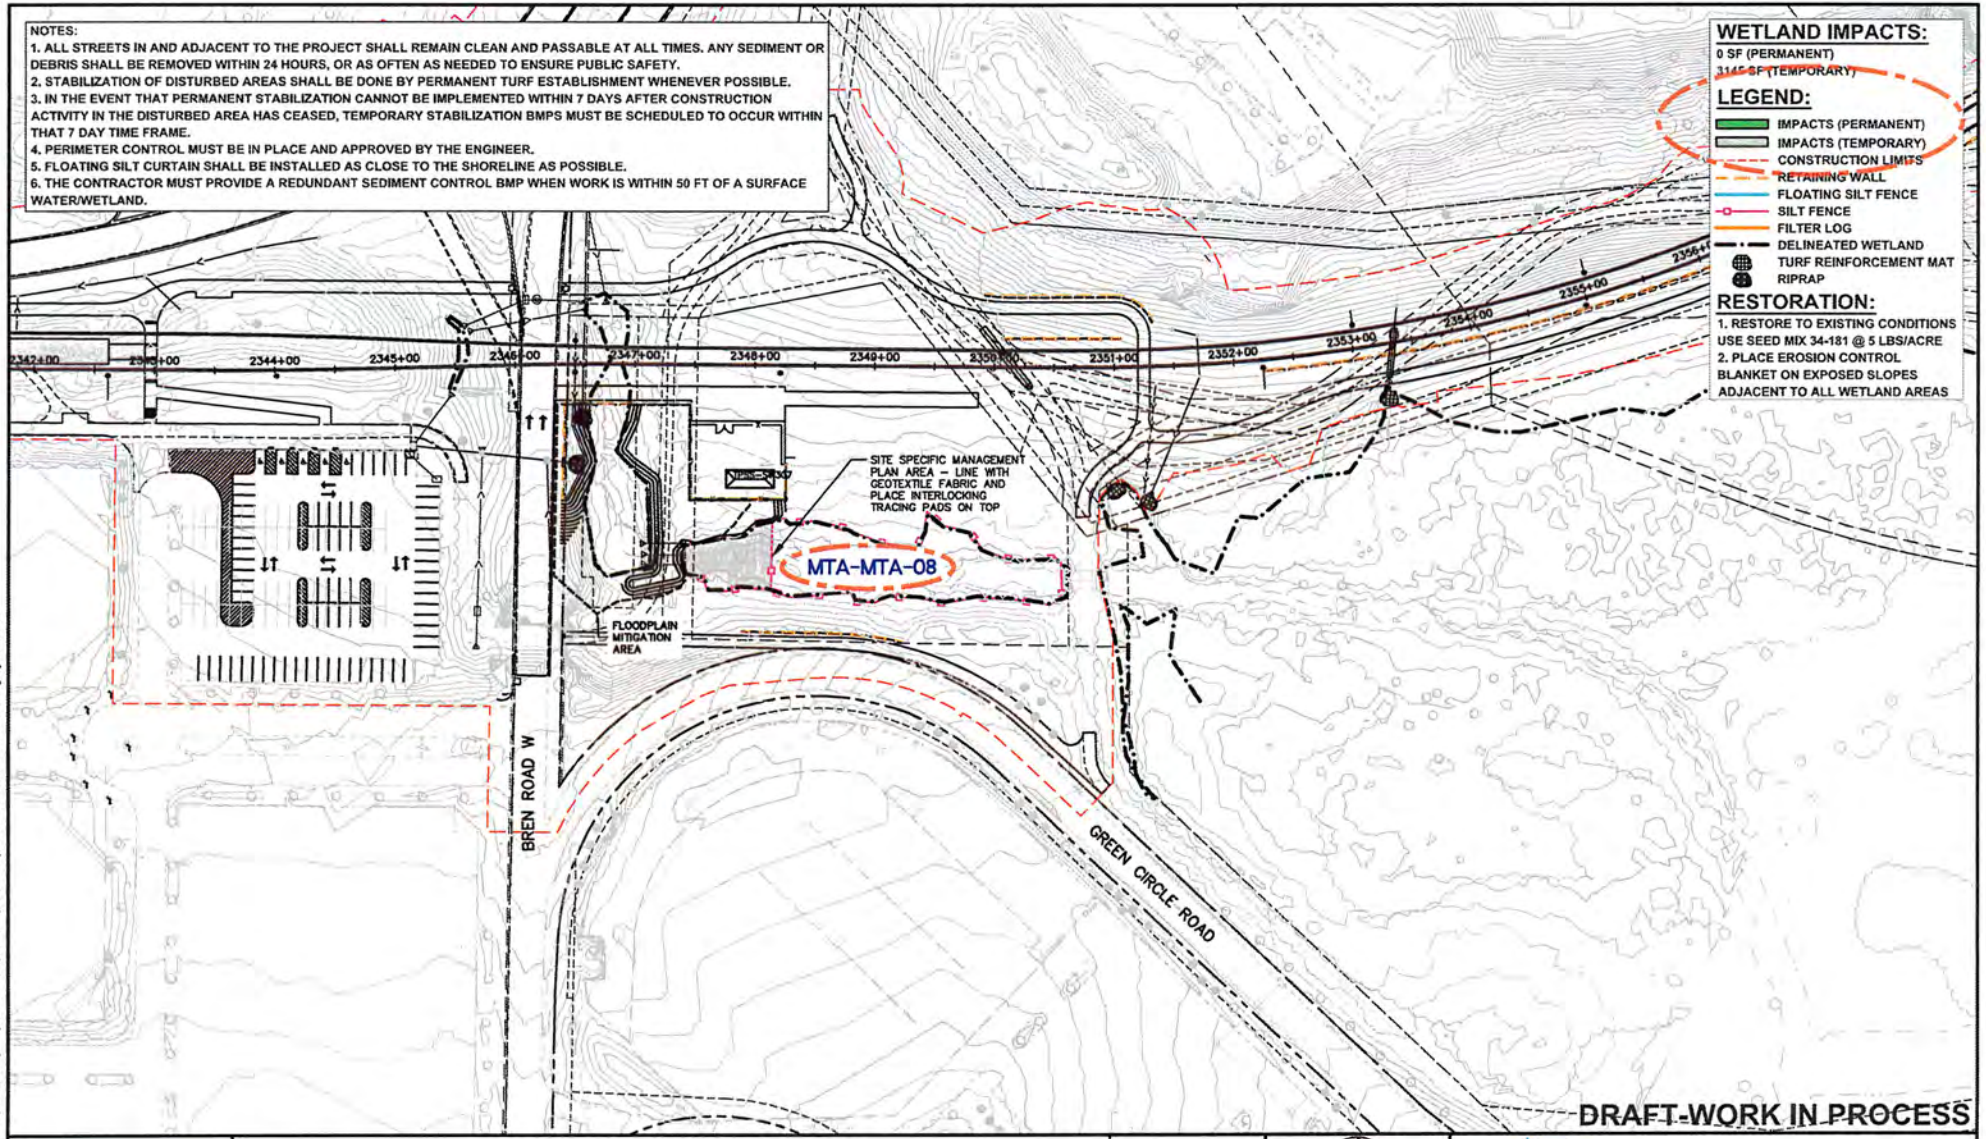 NOTES:
1. ALL STREETS IN AND ADJACENT TO THE PROJECT SHALL REMAIN CLEAN AND PASSABLE AT ALL TIMES. ANY SEDIMENT OR
DEBRIS SHALL BE REMOVED WITHIN 24 HOURS, OR AS OFTEN AS NEEDED TO ENSURE PUBLIC SAFETY.
2. STABILIZATION OF DISTURBED AREAS SHALL BE DONE BY PERMANENT TURF ESTABLISHMENT WHENEVER POSSIBLE.
3. IN THE EVENT THAT PERMANENT STABILIZATION CANNOT BE IMPLEMENTED WITHIN 7 DAYS AFTER CONSTRUCTION
ACTIVITY IN THE DISTURBED AREA HAS CEASED, TEMPORARY STABILIZATION BMPS MUST BE SCHEDULED TO OCCUR WITHIN
THAT 7 DAY TIME FRAME.
4. PERIMETER CONTROL MUST BE IN PLACE AND APPROVED BY THE ENGINEER.
5. FLOATING SILT CURTAIN SHALL BE INSTALLED AS CLOSE TO THE SHORELINE AS POSSIBLE.
6. THE CONTRACTOR MUST PROVIDE A REDUNDANT SEDIMENT CONTROL BMP WHEN WORK IS WITHIN 50 FT OF A SURFACE
WATER/WETLAND.
WETLAND IMPACTS:
0 SF (PERMANENT)
3145 SF (TEMPORARY)
LEGEND:
IMPACTS (PERMANENT)
IMPACTS (TEMPORARY)
CONSTRUCTION LIMITS
RETAINING WALL
FLOATING SILT FENCE
SILT FENCE
FILTER LOG
DELINEATED WETLAND
TURF REINFORCEMENT MAT
RIPRAP
RESTORATION:
1. RESTORE TO EXISTING CONDITIONS
USE SEED MIX 34-181 @ 5 LBS/ACRE
2. PLACE EROSION CONTROL
BLANKET ON EXPOSED SLOPES
ADJACENT TO ALL WETLAND AREAS
2342+00
2343+00
2344+00
2345+00
2346+00
2347+00
2348+00
2349+00
2350+00
2351+00
2352+00
2353+00
2354+00
2355+00
SITE SPECIFIC MANAGEMENT
PLAN AREA – LINE WITH
GEOTEXTILE FABRIC AND
PLACE INTERLOCKING
TRACING PADS ON TOP
MTA-MTA-08
FLOODPLAIN
MITIGATION
AREA
BREN ROAD W
GREEN CIRCLE ROAD
DRAFT-WORK IN PROCESS